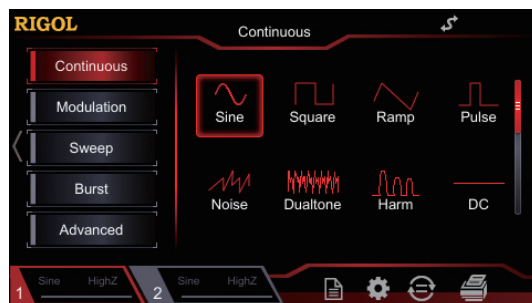 RIGOL
Continuous
Continuous
Modulation
Sweep
Burst
Advanced
Sine Square Ramp Pulse
Noise Dualtone Harm DC
1 Sine HighZ 2 Sine HighZ